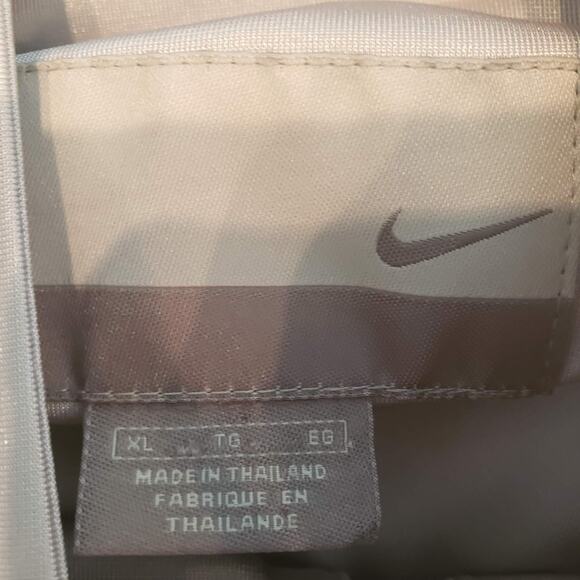 XL TG EG
MADE IN THAILAND
FABRIQUE EN
THAILANDE